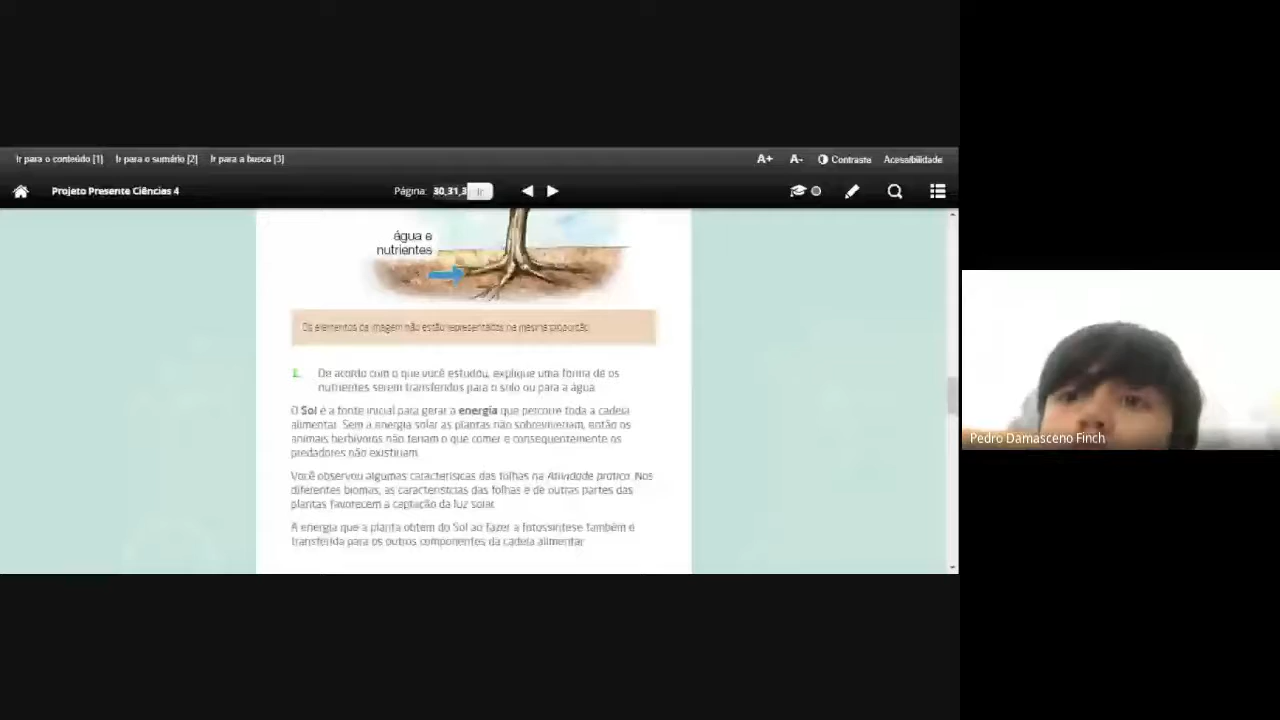 Ir para o conteúdo [1] Ir para o sumário [2] Ir para a busca [3] A+ A- Contraste Acessibilidade
Projeto Presente Ciências 4 Página: 30,31,3 Ir
água e
nutrientes
Os elementos da imagem não estão representados na mesma proporção.
1. De acordo com o que você estudou, explique uma forma de os
nutrientes serem transferidos para o solo ou para a água.
O Sol é a fonte inicial para gerar a energia que percorre toda a cadeia
alimentar. Sem a energia solar as plantas não sobreviveriam, então os
animais herbívoros não teriam o que comer e consequentemente os
predadores não existiriam.
Você observou algumas características das folhas na Atividade prática. Nos
diferentes biomas, as características das folhas e de outras partes das
plantas favorecem a captação da luz solar.
A energia que a planta obtém do Sol ao fazer a fotossíntese também é
transferida para os outros componentes da cadeia alimentar.
Pedro Damasceno Finch